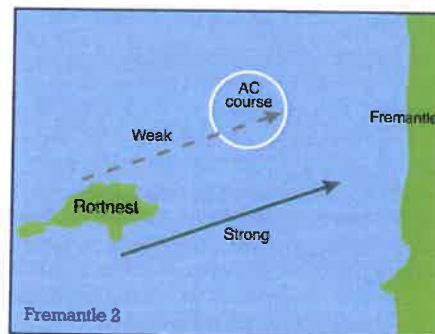 AC
course
Fremantle
Weak
Rottnest
Strong
Fremantle 2